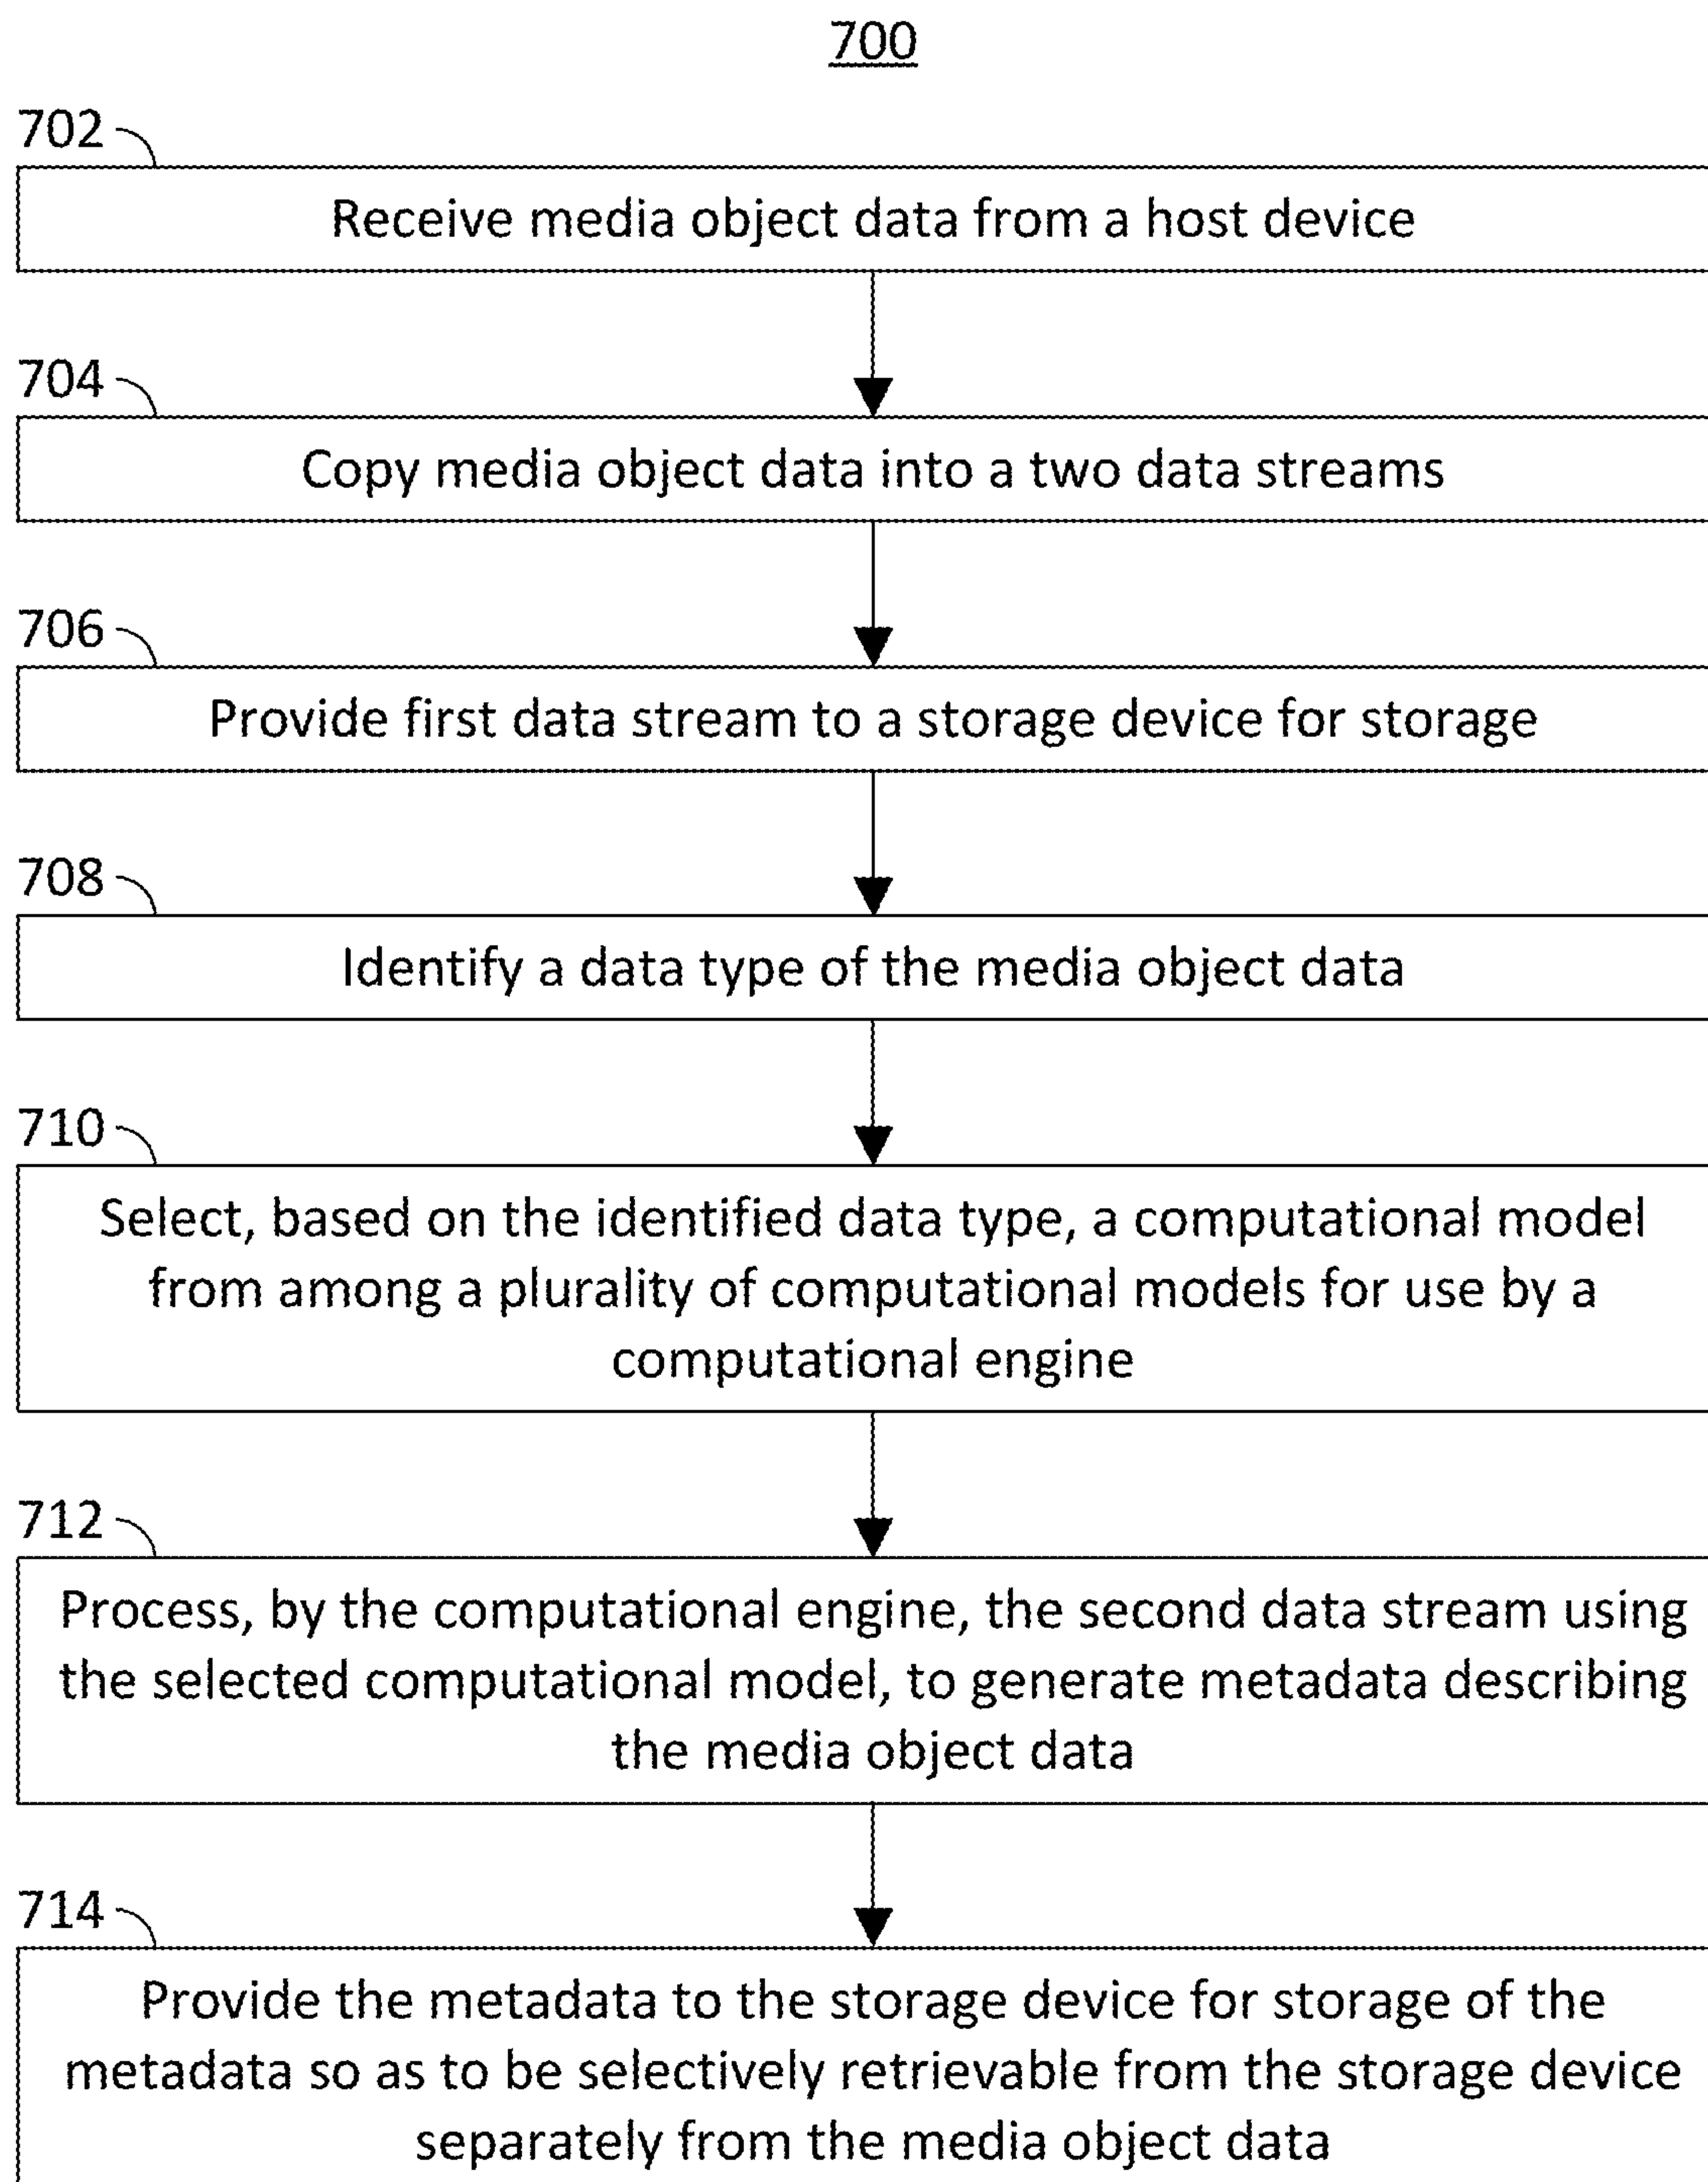 700
702
Receive media object data from a host device
704
Copy media object data into a two data streams
706
Provide first data stream to a storage device for storage
708
Identify a data type of the media object data
710
Select, based on the identified data type, a computational model
from among a plurality of computational models for use by a
computational engine
712
Process, by the computational engine, the second data stream using
the selected computational model, to generate metadata describing
the media object data
714
Provide the metadata to the storage device for storage of the
metadata so as to be selectively retrievable from the storage device
separately from the media object data